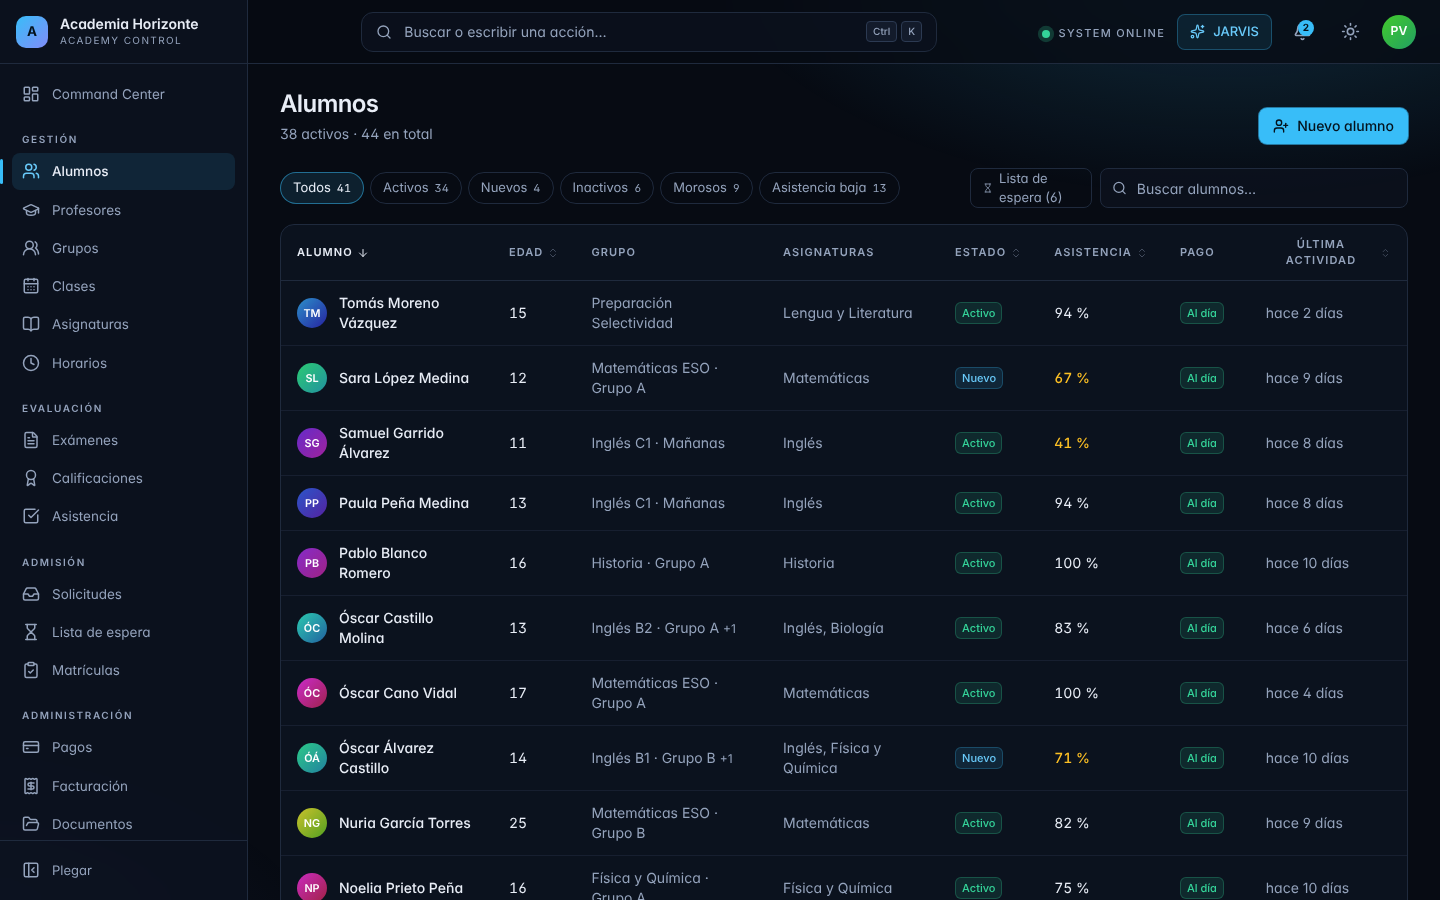 A
Academia Horizonte
ACADEMY CONTROL
Buscar o escribir una acción...
Ctrl K
SYSTEM ONLINE
JARVIS
2
PV
Command Center
GESTIÓN
Alumnos
Profesores
Grupos
Clases
Asignaturas
Horarios
EVALUACIÓN
Exámenes
Calificaciones
Asistencia
ADMISIÓN
Solicitudes
Lista de espera
Matrículas
ADMINISTRACIÓN
Pagos
Facturación
Documentos
Plegar
Alumnos
38 activos · 44 en total
Nuevo alumno
Todos 41
Activos 34
Nuevos 4
Inactivos 6
Morosos 9
Asistencia baja 13
Lista de
espera (6)
Buscar alumnos...
ALUMNO EDAD GRUPO ASIGNATURAS ESTADO ASISTENCIA PAGO ÚLTIMA
ACTIVIDAD
TM Tomás Moreno
Vázquez 15 Preparación
Selectividad Lengua y Literatura Activo 94 % Al día hace 2 días
SL Sara López Medina 12 Matemáticas ESO ·
Grupo A Matemáticas Nuevo 67 % Al día hace 9 días
SG Samuel Garrido
Álvarez 11 Inglés C1 · Mañanas Inglés Activo 41 % Al día hace 8 días
PP Paula Peña Medina 13 Inglés C1 · Mañanas Inglés Activo 94 % Al día hace 8 días
PB Pablo Blanco
Romero 16 Historia · Grupo A Historia Activo 100 % Al día hace 10 días
ÓC Óscar Castillo
Molina 13 Inglés B2 · Grupo A +1 Inglés, Biología Activo 83 % Al día hace 6 días
ÓC Óscar Cano Vidal 17 Matemáticas ESO ·
Grupo A Matemáticas Activo 100 % Al día hace 4 días
ÓÁ Óscar Álvarez
Castillo 14 Inglés B1 · Grupo B +1 Inglés, Física y
Química Nuevo 71 % Al día hace 10 días
NG Nuria García Torres 25 Matemáticas ESO ·
Grupo B Matemáticas Activo 82 % Al día hace 9 días
NP Noelia Prieto Peña 16 Física y Química ·
Grupo A Física y Química Activo 75 % Al día hace 10 días